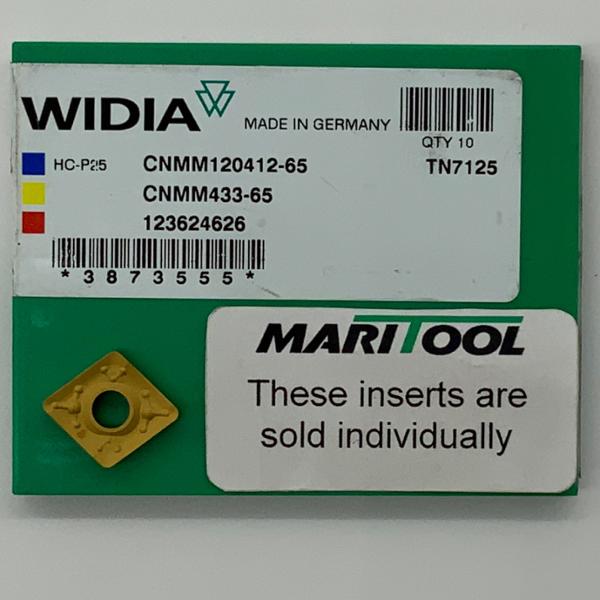 WIDIA
MADE IN GERMANY
QTY 10
HC-P25 CNMM120412-65 TN7125
CNMM433-65
123624626
*3873555*
MARITOOL
These inserts are
sold individually